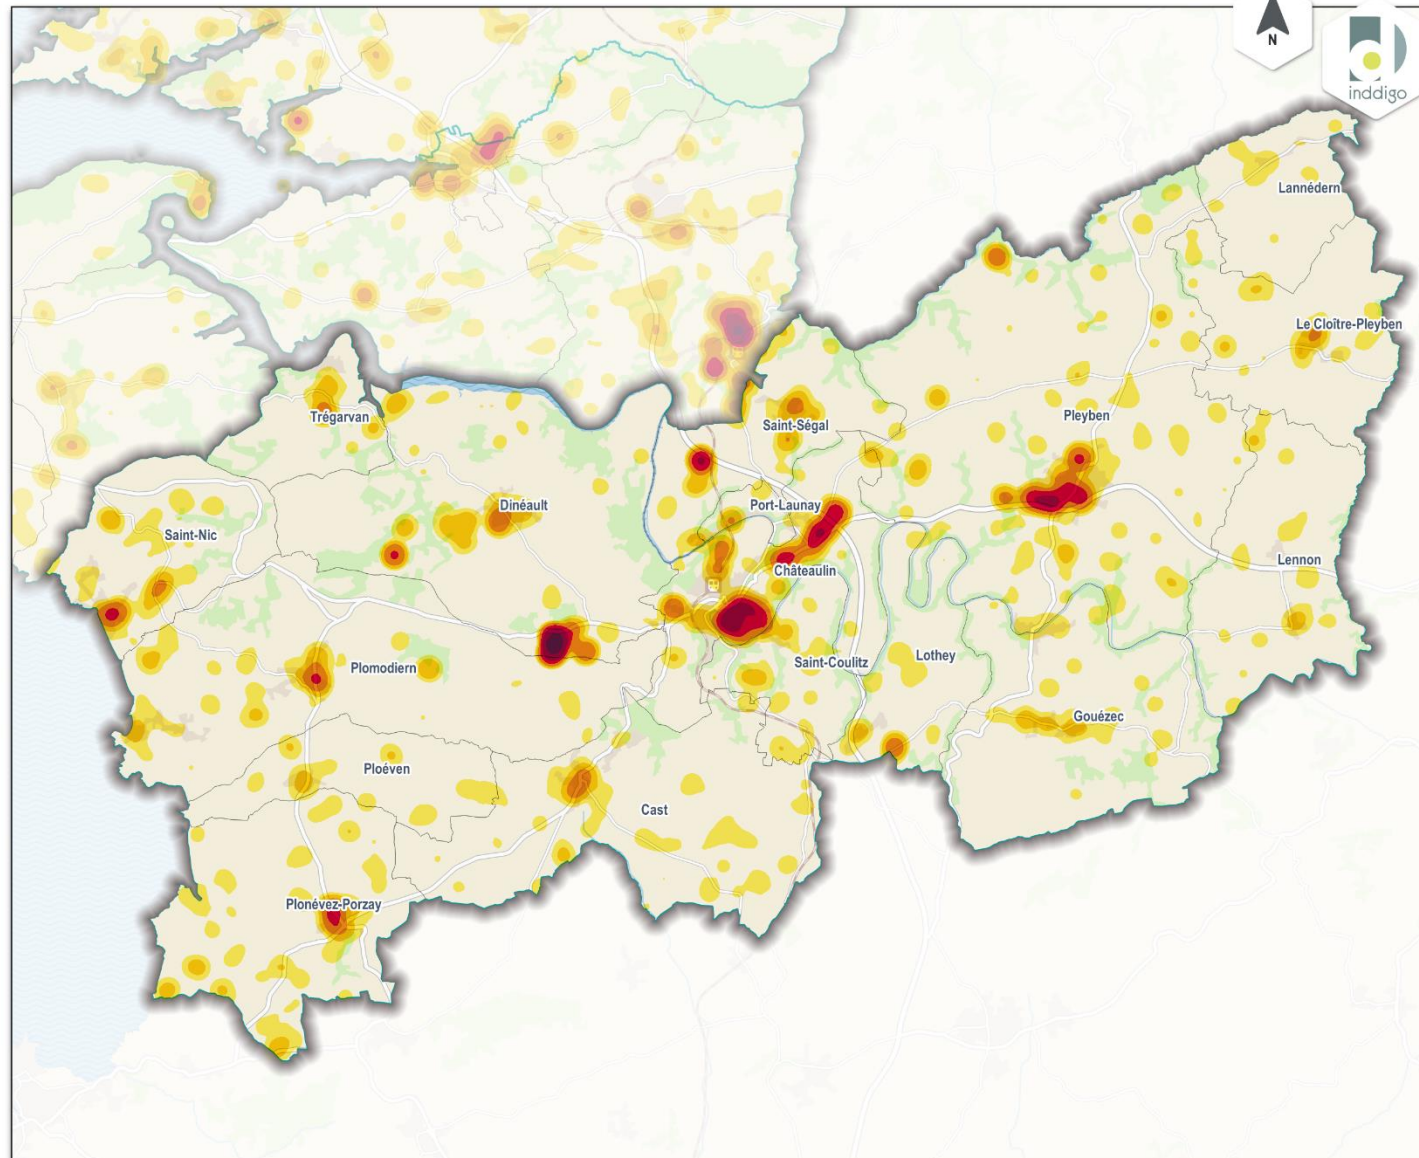 N
inddigo
Lannédern
Le Cloître-Pleyben
Trégarvan
Saint-Ségal
Pleyben
Dinéault
Port-Launay
Saint-Nic
Châteaulin
Lennon
Plomodiern
Saint-Coulitz
Lothey
Gouézec
Ploéven
Cast
Plonévez-Porzay